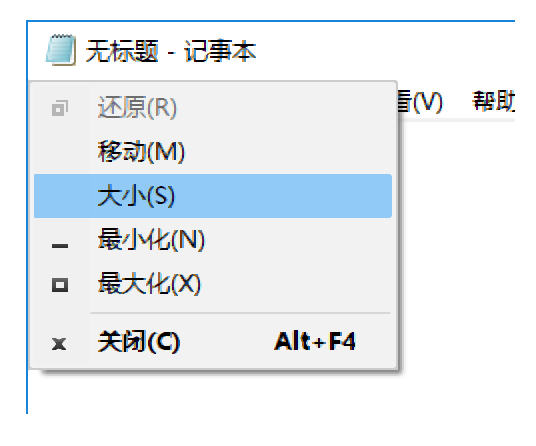 无标题 - 记事本
看(V) 帮助
还原(R)
移动(M)
大小(S)
最小化(N)
最大化(X)
关闭(C) Alt+F4